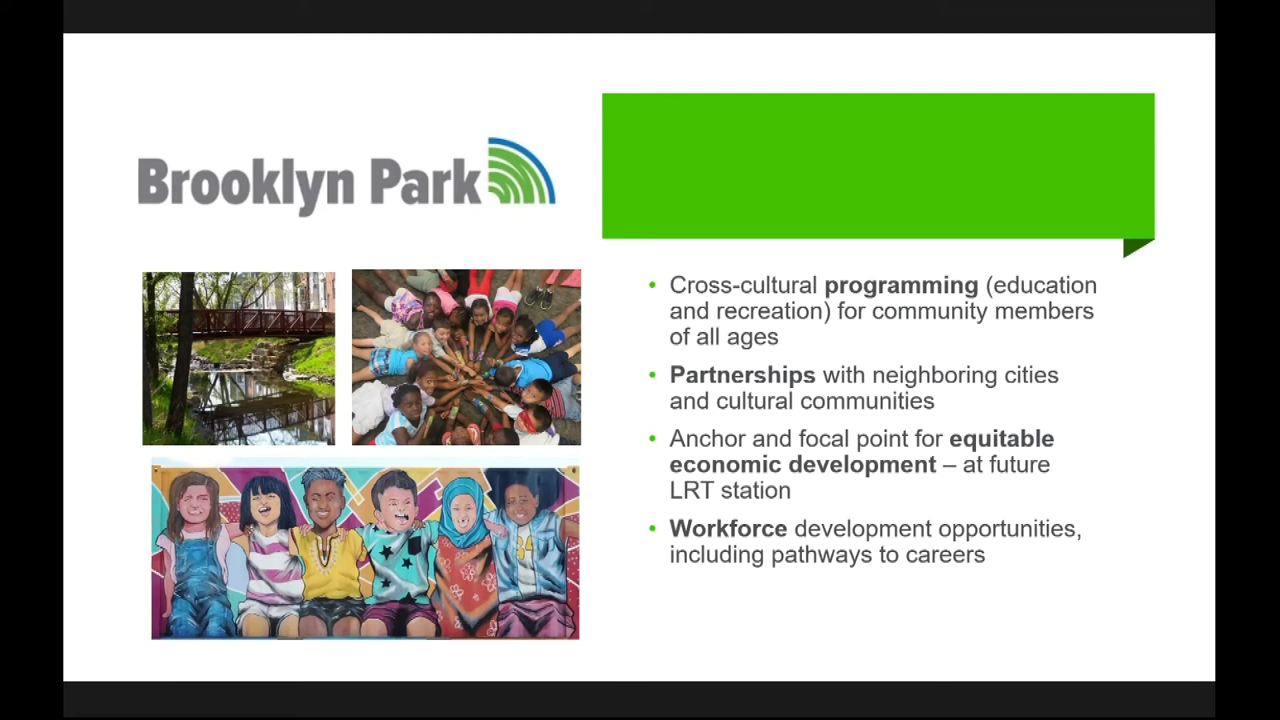 Brooklyn Park
• Cross-cultural programming (education
and recreation) for community members
of all ages
• Partnerships with neighboring cities
and cultural communities
• Anchor and focal point for equitable
economic development – at future
LRT station
• Workforce development opportunities,
including pathways to careers